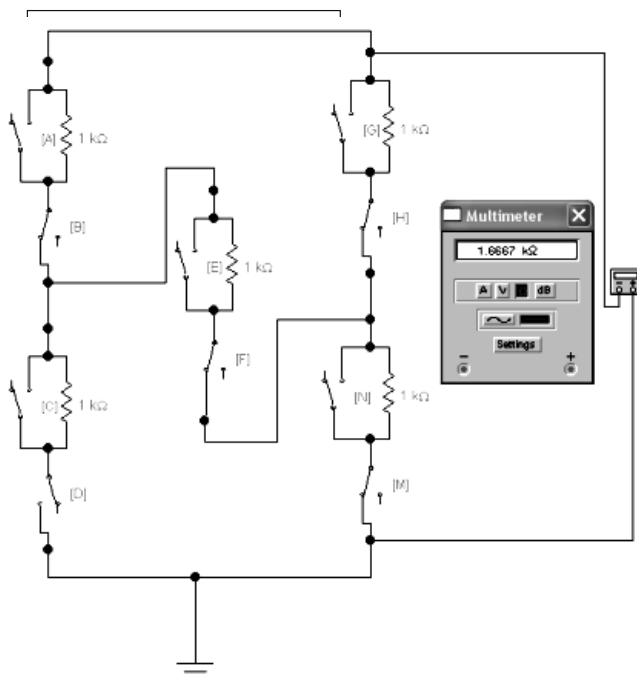 [A]
1 kΩ
[G]
1 kΩ
[B]
[H]
[E]
1 kΩ
[F]
[C]
1 kΩ
[N]
1 kΩ
[D]
[M]
Multimeter
1.6667 kΩ
A V dB
Settings
− +
− +